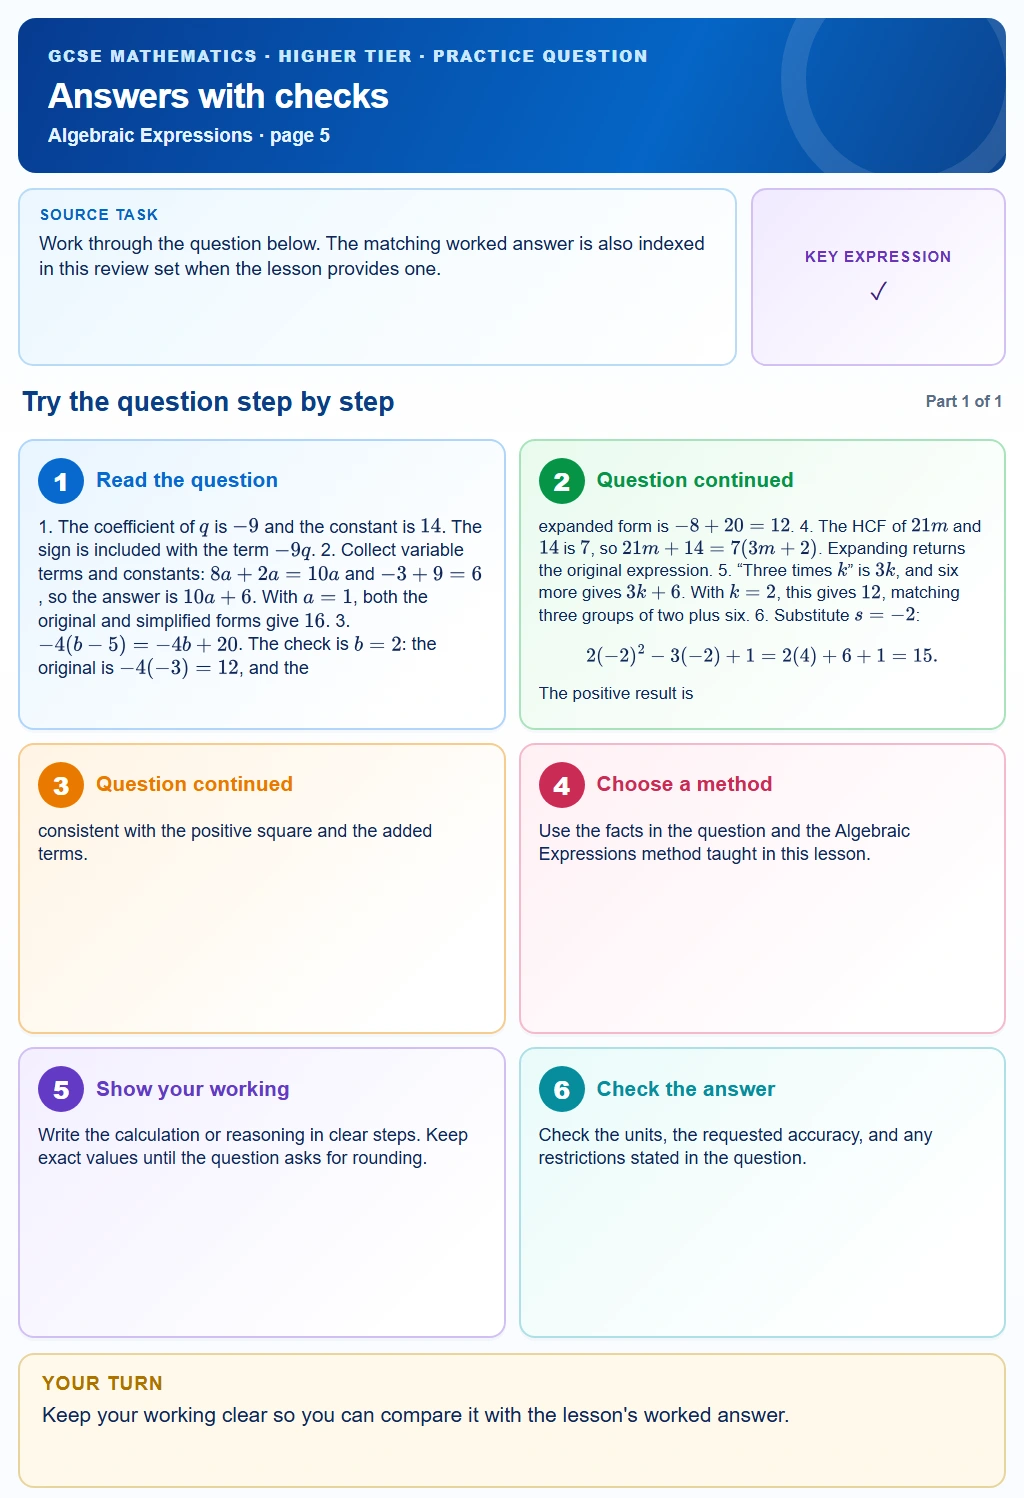 GCSE MATHEMATICS · HIGHER TIER · PRACTICE QUESTION
Answers with checks
Algebraic Expressions · page 5
SOURCE TASK
Work through the question below. The matching worked answer is also indexed
in this review set when the lesson provides one.
KEY EXPRESSION
✓
Try the question step by step
Part 1 of 1
1 Read the question
1. The coefficient of q is −9 and the constant is 14. The
sign is included with the term −9q. 2. Collect variable
terms and constants: 8a + 2a = 10a and −3 + 9 = 6
, so the answer is 10a + 6. With a = 1, both the
original and simplified forms give 16. 3.
−4(b − 5) = −4b + 20. The check is b = 2: the
original is −4(−3) = 12, and the
2 Question continued
expanded form is −8 + 20 = 12. 4. The HCF of 21m and
14 is 7, so 21m + 14 = 7(3m + 2). Expanding returns
the original expression. 5. “Three times k” is 3k, and six
more gives 3k + 6. With k = 2, this gives 12, matching
three groups of two plus six. 6. Substitute s = −2:
2(−2)² − 3(−2) + 1 = 2(4) + 6 + 1 = 15.
The positive result is
3 Question continued
consistent with the positive square and the added
terms.
4 Choose a method
Use the facts in the question and the Algebraic
Expressions method taught in this lesson.
5 Show your working
Write the calculation or reasoning in clear steps. Keep
exact values until the question asks for rounding.
6 Check the answer
Check the units, the requested accuracy, and any
restrictions stated in the question.
YOUR TURN
Keep your working clear so you can compare it with the lesson's worked answer.